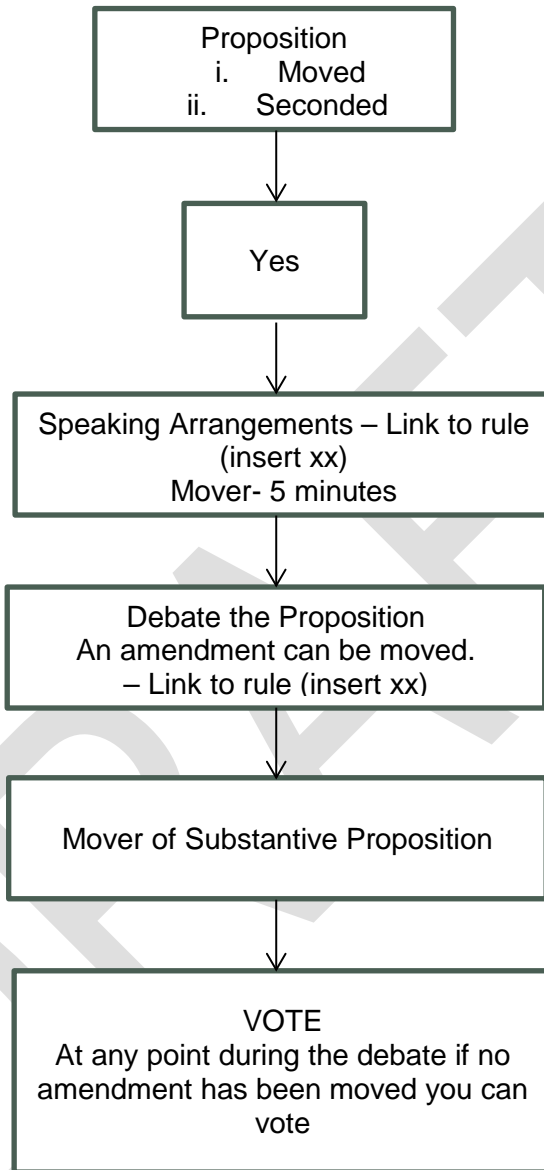 Proposition
i. Moved
ii. Seconded
Yes
Speaking Arrangements – Link to rule
(insert xx)
Mover- 5 minutes
Debate the Proposition
An amendment can be moved.
– Link to rule (insert xx)
Mover of Substantive Proposition
VOTE
At any point during the debate if no
amendment has been moved you can
vote